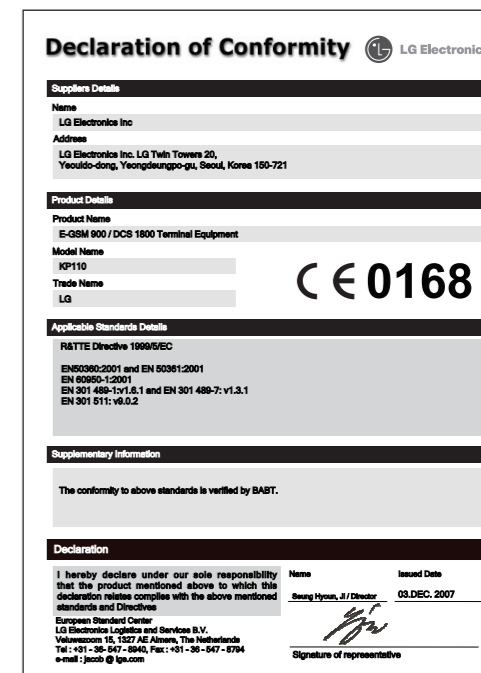 Declaration of Conformity LG LG Electronic
Suppliers Details
Name
LG Electronics Inc
Address
LG Electronics Inc. LG Twin Towers 20,
Yeouido-dong, Yeongdeungpo-gu, Seoul, Korea 150-721
Product Details
Product Name
E-GSM 900 / DCS 1800 Terminal Equipment
Model Name
KP110
Trade Name
LG
CE0168
Applicable Standards Details
R&TTE Directive 1999/5/EC
EN50360:2001 and EN 50361:2001
EN 60950-1:2001
EN 301 489-1:v1.6.1 and EN 301 489-7: v1.3.1
EN 301 511: v9.0.2
Supplementary Information
The conformity to above standards is verified by BABT.
Declaration
I hereby declare under our sole responsibility
that the product mentioned above to which this
declaration relates complies with the above mentioned
standards and Directives
European Standard Center
LG Electronics Logistics and Services B.V.
Veluwezoom 15, 1327 AE Almere, The Netherlands
Tel : +31 - 36- 547 - 8940, Fax : +31 - 36 - 547 - 8794
e-mail : jacob @ lge.com
Name Issued Date
Seung Hyoun, Ji / Director 03.DEC. 2007
Signature of representative